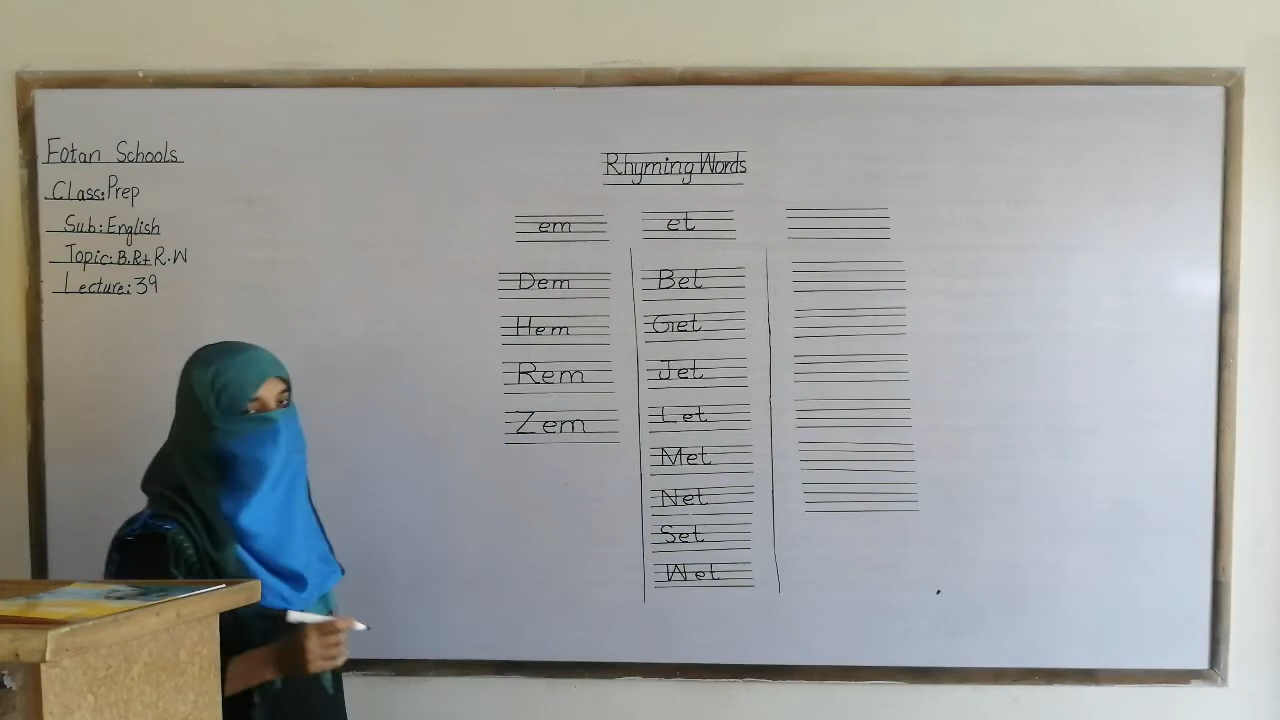 Fotan Schools
Class: Prep
Sub: English
Topic: B.R+R.W
Lecture: 39
Rhyming Words
em
Dem
Hem
Rem
Zem
et
Bet
Get
Jet
Let
Met
Net
Set
Wet